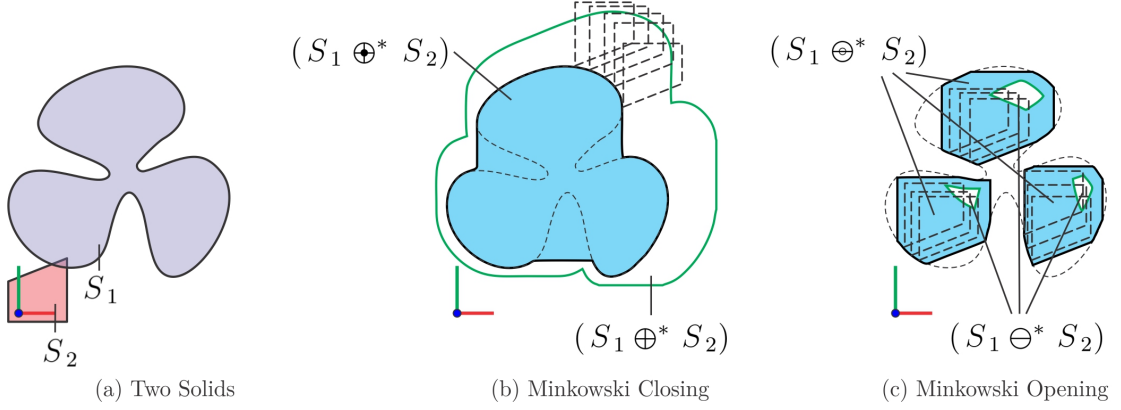 S₁
S₂
(a) Two Solids
( S₁ ⊕* S₂)
( S₁ ⊕* S₂)
(b) Minkowski Closing
(S₁ ⊖* S₂)
(S₁ ⊖* S₂)
(c) Minkowski Opening